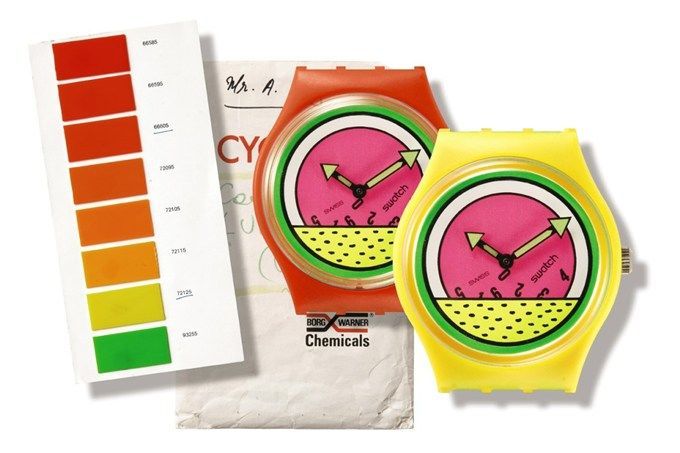 66585
66595
66605
72095
72105
72115
72125
93255
Mr. A.
CYC
BORG WARNER®
Chemicals
SWISS
swatch
SWISS
swatch